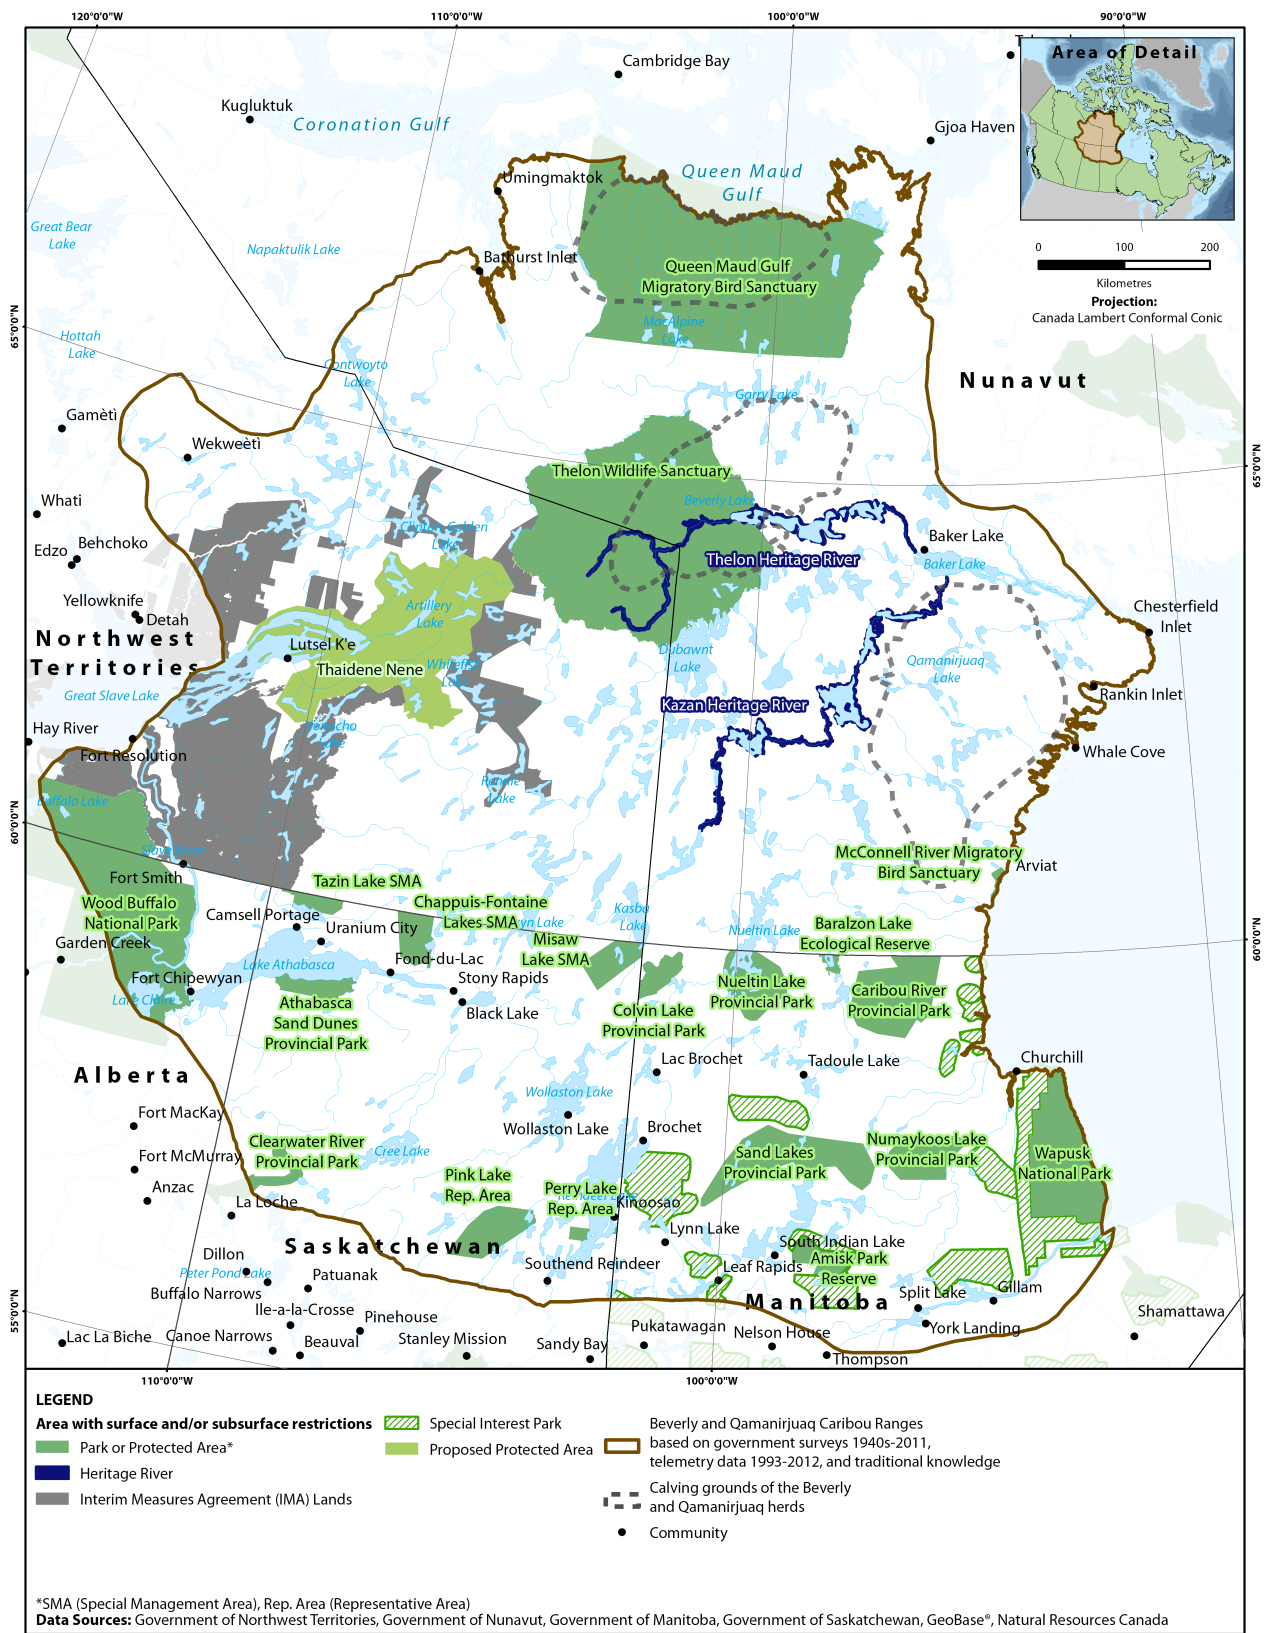 120°0'0"W
110°0'0"W
100°0'0"W
90°0'0"W
Area of Detail
Cambridge Bay
Kugluktuk
Coronation Gulf
Gjoa Haven
Queen Maud
Gulf
Umingmaktok
Great Bear
Lake
Napaktulik Lake
Bathurst Inlet
0 100 200
Kilometres
Projection:
Canada Lambert Conformal Conic
Queen Maud Gulf
Migratory Bird Sanctuary
MacAlpine
Lake
65°0'0"N
Hottah
Lake
Contwoyto
Lake
Nunavut
Garry Lake
Gamètì
Wekweètì
65°0'0"N
Thelon Wildlife Sanctuary
Whati
Beverly Lake
Clinton Colden
Lake
Edzo
Behchoko
Baker Lake
Thelon Heritage River
Baker Lake
Yellowknife
Detah
Artillery
Lake
Chesterfield
Inlet
Northwest
Territories
Lutsel K'e
Thaidene Nene
Whitefish
Lake
Dubawnt
Lake
Qamanirjuaq
Lake
Great Slave Lake
Kazan Heritage River
Rankin Inlet
Hay River
Nonacho
Lake
Fort Resolution
Whale Cove
Rennie
Lake
Buffalo Lake
60°0'0"N
Slave River
McConnell River Migratory
Bird Sanctuary
Arviat
Fort Smith
Tazin Lake SMA
Wood Buffalo
National Park
Chappuis-Fontaine
Lakes SMA
Camsell Portage
Uranium City
Kasba
Lake
Misaw
Lake SMA
Nueltin Lake
Baralzon Lake
Ecological Reserve
60°0'0"N
Garden Creek
Lake Athabasca
Fond-du-Lac
Fort Chipewyan
Lake Claire
Stony Rapids
Black Lake
Athabasca
Sand Dunes
Provincial Park
Nueltin Lake
Provincial Park
Caribou River
Provincial Park
Colvin Lake
Provincial Park
Lac Brochet
Tadoule Lake
Churchill
Alberta
Wollaston Lake
Wollaston Lake
Fort MacKay
Brochet
Clearwater River
Provincial Park
Cree Lake
Fort McMurray
Sand Lakes
Provincial Park
Numaykoos Lake
Provincial Park
Wapusk
National Park
Anzac
Pink Lake
Rep. Area
Perry Lake
Rep. Area
Reindeer Lake
Kinoosao
La Loche
Lynn Lake
Saskatchewan
South Indian Lake
Amisk Park
Reserve
Dillon
Peter Pond Lake
Buffalo Narrows
Patuanak
Southend Reindeer
Leaf Rapids
Manitoba
Split Lake
Gillam
55°0'0"N
Ile-a-la-Crosse
Pinehouse
Shamattawa
Pukatawagan
York Landing
Lac La Biche
Canoe Narrows
Beauval
Stanley Mission
Sandy Bay
Nelson House
Thompson
110°0'0"W
100°0'0"W
LEGEND
Area with surface and/or subsurface restrictions
Park or Protected Area*
Heritage River
Interim Measures Agreement (IMA) Lands
Special Interest Park
Proposed Protected Area
Beverly and Qamanirjuaq Caribou Ranges
based on government surveys 1940s-2011,
telemetry data 1993-2012, and traditional knowledge
Calving grounds of the Beverly
and Qamanirjuaq herds
Community
*SMA (Special Management Area), Rep. Area (Representative Area)
Data Sources: Government of Northwest Territories, Government of Nunavut, Government of Manitoba, Government of Saskatchewan, GeoBase®, Natural Resources Canada